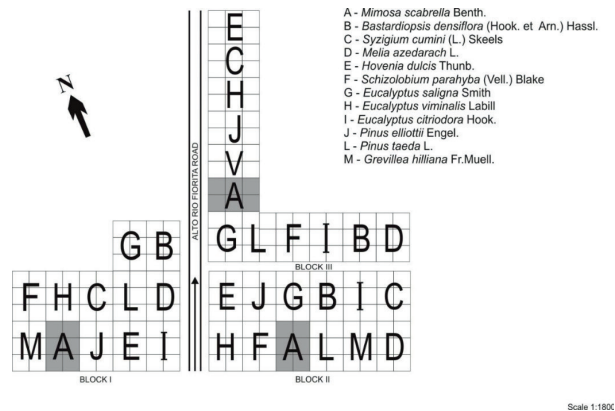 A - Mimosa scabrella Benth.
B - Bastardiopsis densiflora (Hook. et Arn.) Hassl.
C - Syzigium cumini (L.) Skeels
D - Melia azedarach L.
E - Hovenia dulcis Thunb.
F - Schizolobium parahyba (Vell.) Blake
G - Eucalyptus saligna Smith
H - Eucalyptus viminalis Labill
I - Eucalyptus citriodora Hook.
J - Pinus elliottii Engel.
L - Pinus taeda L.
M - Grevillea hilliana Fr.Muell.
N
ALTO RIO FIORITA ROAD
E
C
H
J
V
A
G L F I B D
BLOCK III
G B
F H C L D
M A J E I
BLOCK I
E J G B I C
H F A L M D
BLOCK II
Scale 1:1800